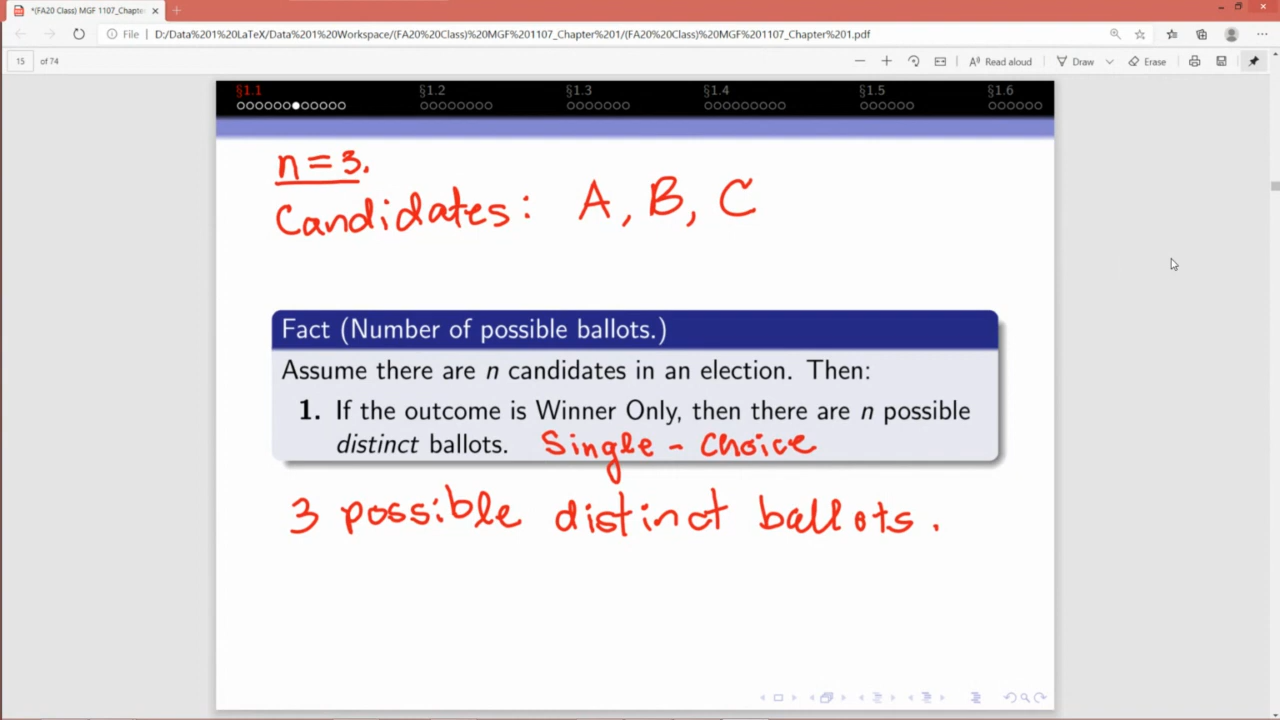 *(FA20 Class) MGF 1107_Chapte
File D:/Data%201%20LaTeX/Data%201%20Workspace/(FA20%20Class)%20MGF%201107_Chapter%201/(FA20%20Class)%20MGF%201107_Chapter%201.pdf
15 of 74 Read aloud Draw Erase
§1.1 §1.2 §1.3 §1.4 §1.5 §1.6
n = 3.
Candidates: A, B, C
Fact (Number of possible ballots.)
Assume there are n candidates in an election. Then:
1. If the outcome is Winner Only, then there are n possible
distinct ballots. Single - Choice
3 possible distinct ballots.